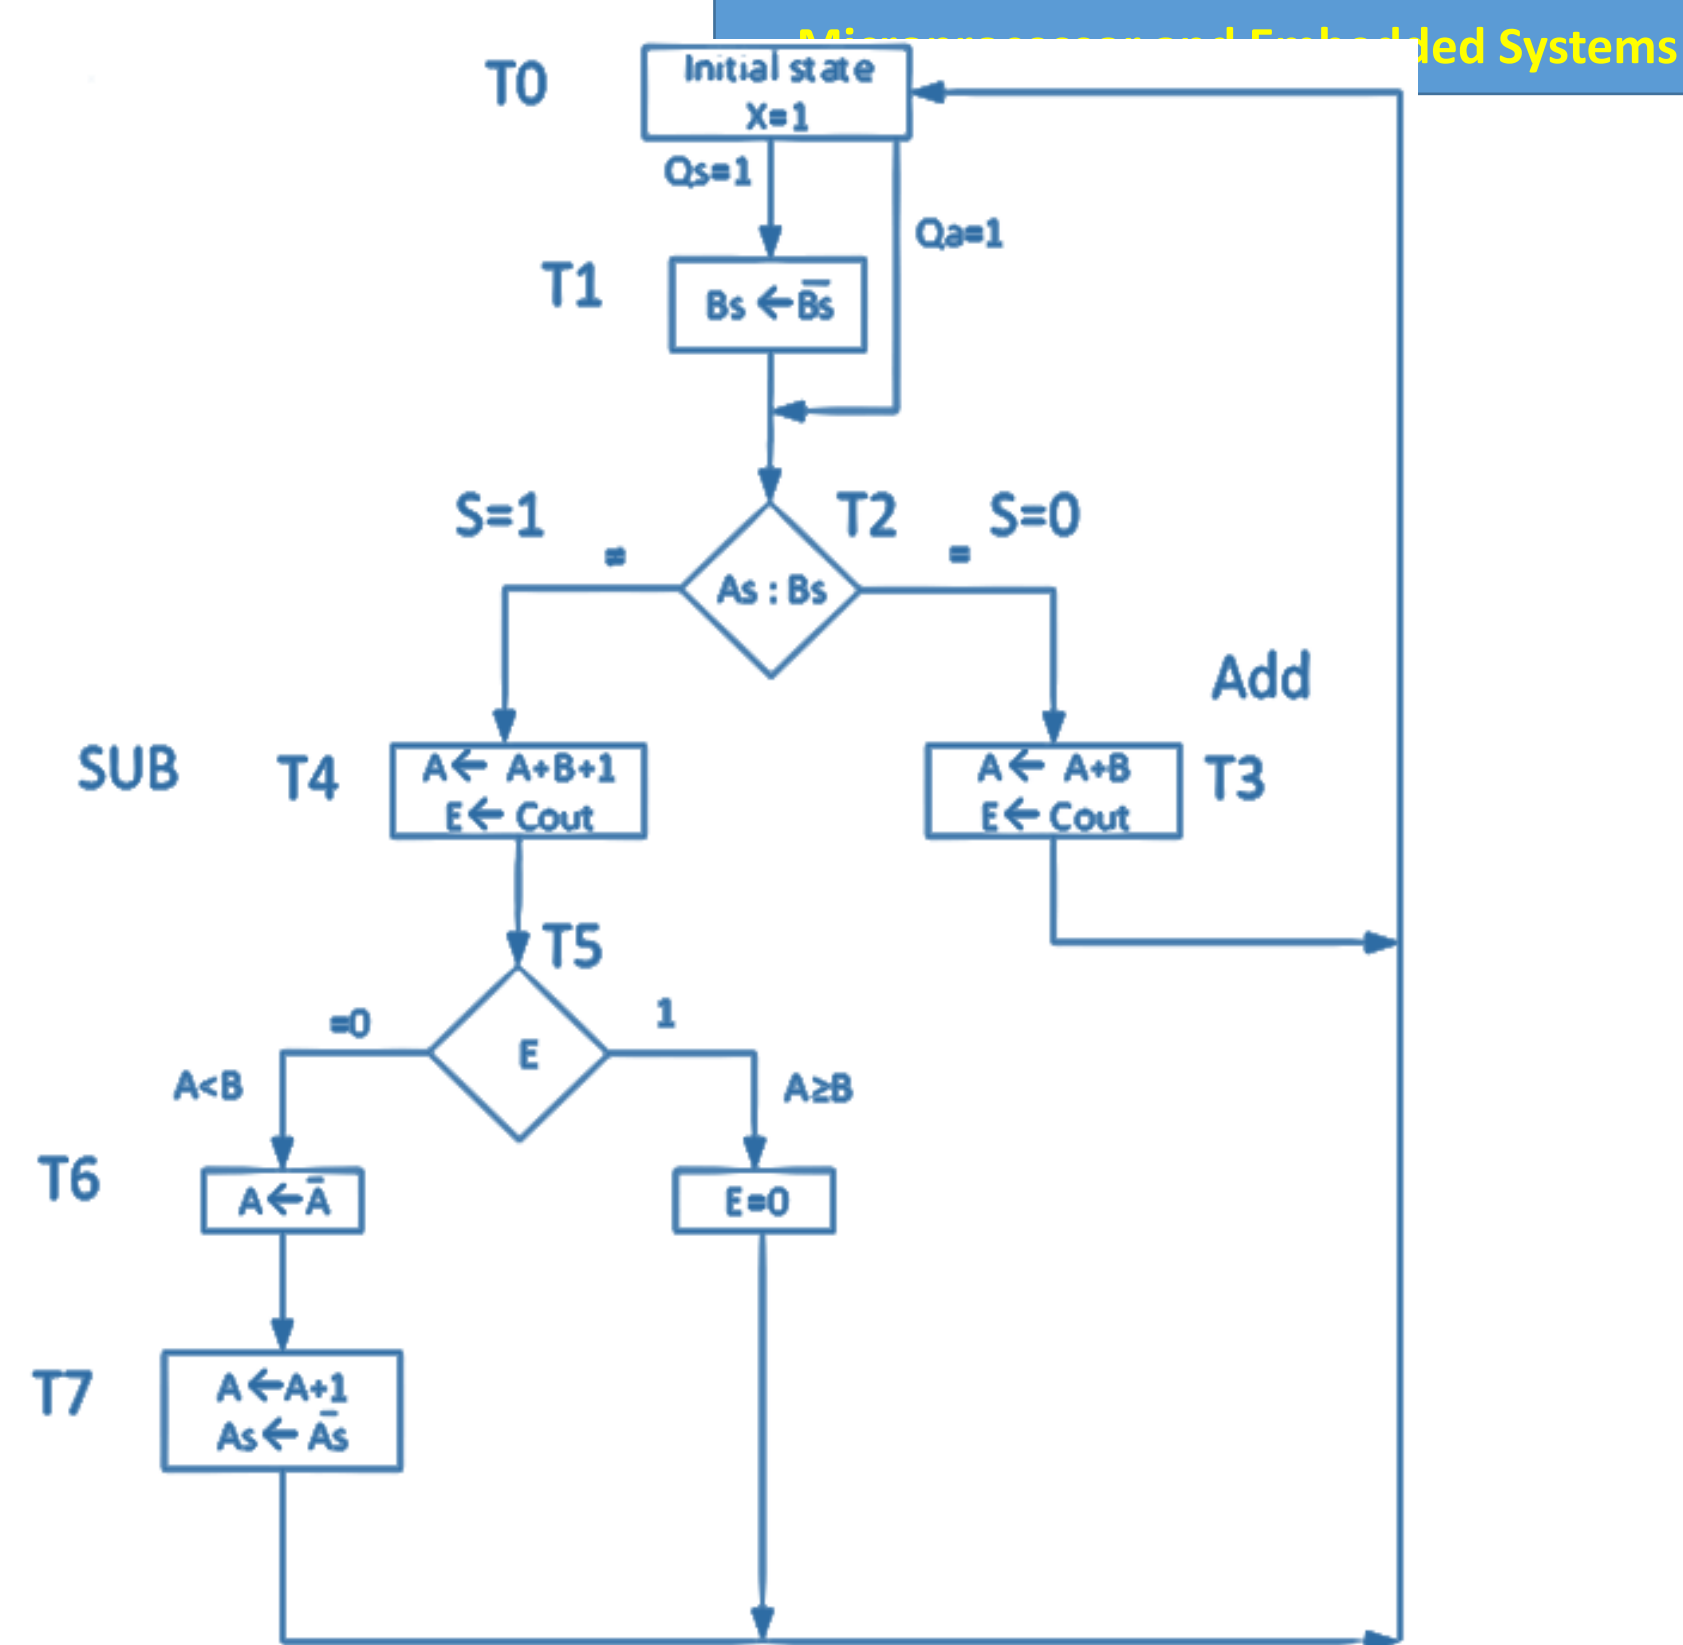 ded Systems
T0
Initial state
X=1
Qs=1
Qa=1
T1
Bs ← B̅s̅
S=1
T2
S=0
≠
=
As : Bs
Add
SUB
T4
A ← A+B+1
E ← Cout
A ← A+B
E ← Cout
T3
T5
=0
1
E
A<B
A≥B
T6
A ← A̅
E=0
T7
A ← A+1
As ← A̅s̅